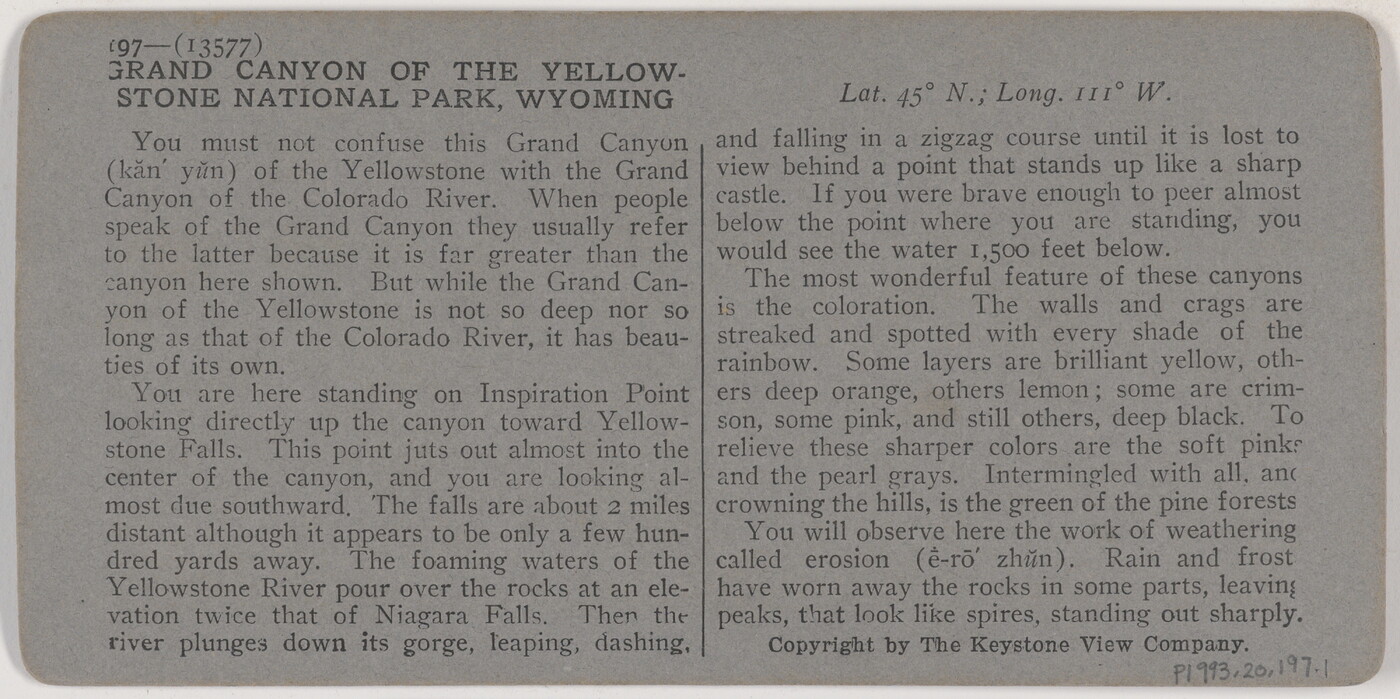 197—(13577)
GRAND CANYON OF THE YELLOW-
STONE NATIONAL PARK, WYOMING
You must not confuse this Grand Canyon
(kăn′ yŭn) of the Yellowstone with the Grand
Canyon of the Colorado River. When people
speak of the Grand Canyon they usually refer
to the latter because it is far greater than the
canyon here shown. But while the Grand Can-
yon of the Yellowstone is not so deep nor so
long as that of the Colorado River, it has beau-
ties of its own.
You are here standing on Inspiration Point
looking directly up the canyon toward Yellow-
stone Falls. This point juts out almost into the
center of the canyon, and you are looking al-
most due southward. The falls are about 2 miles
distant although it appears to be only a few hun-
dred yards away. The foaming waters of the
Yellowstone River pour over the rocks at an ele-
vation twice that of Niagara Falls. Then the
river plunges down its gorge, leaping, dashing,
Lat. 45° N.; Long. 111° W.
and falling in a zigzag course until it is lost to
view behind a point that stands up like a sharp
castle. If you were brave enough to peer almost
below the point where you are standing, you
would see the water 1,500 feet below.
The most wonderful feature of these canyons
is the coloration. The walls and crags are
streaked and spotted with every shade of the
rainbow. Some layers are brilliant yellow, oth-
ers deep orange, others lemon; some are crim-
son, some pink, and still others, deep black. To
relieve these sharper colors are the soft pinks
and the pearl grays. Intermingled with all, and
crowning the hills, is the green of the pine forests
You will observe here the work of weathering
called erosion (ė-rō′ zhŭn). Rain and frost
have worn away the rocks in some parts, leaving
peaks, that look like spires, standing out sharply.
Copyright by The Keystone View Company.
P1993.20.197.1